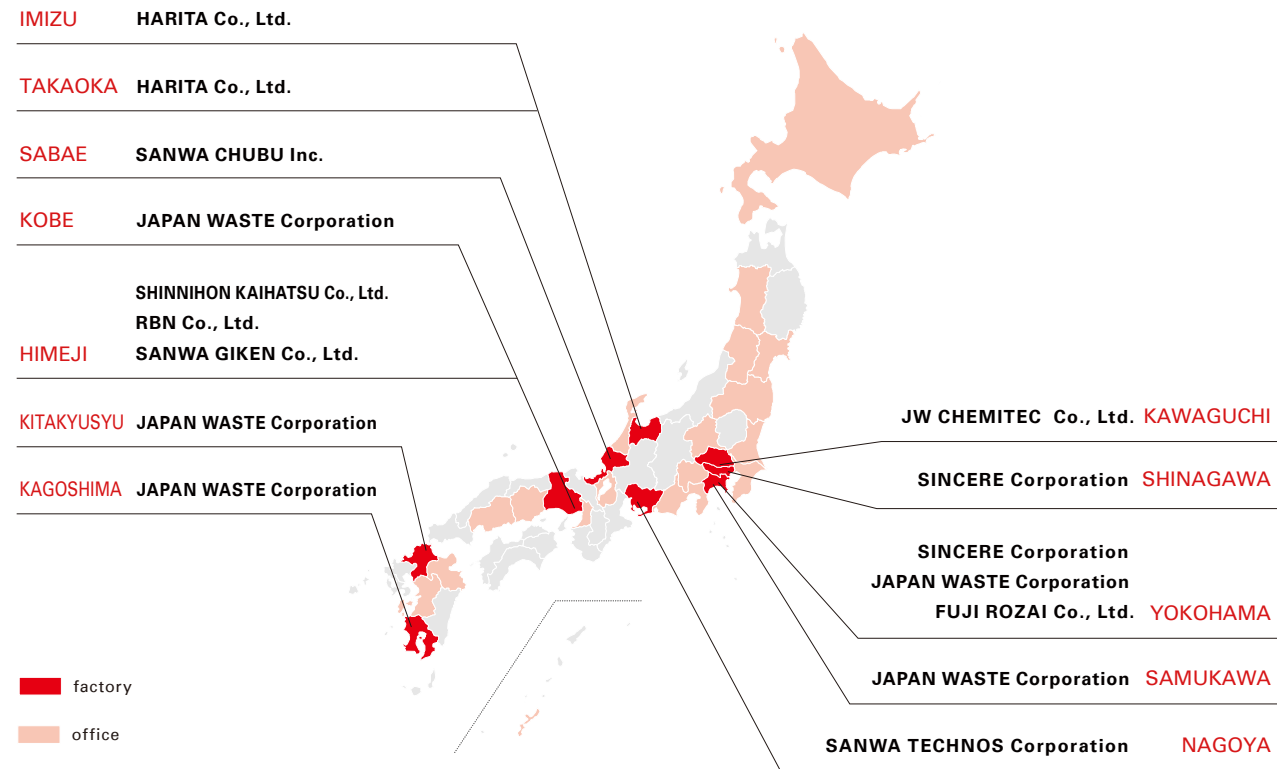 IMIZU HARITA Co., Ltd.
TAKAOKA HARITA Co., Ltd.
SABAE SANWA CHUBU Inc.
KOBE JAPAN WASTE Corporation
SHINNIHON KAIHATSU Co., Ltd.
RBN Co., Ltd.
HIMEJI SANWA GIKEN Co., Ltd.
KITAKYUSYU JAPAN WASTE Corporation
KAGOSHIMA JAPAN WASTE Corporation
JW CHEMITEC Co., Ltd. KAWAGUCHI
SINCERE Corporation SHINAGAWA
SINCERE Corporation
JAPAN WASTE Corporation
FUJI ROZAI Co., Ltd. YOKOHAMA
JAPAN WASTE Corporation SAMUKAWA
SANWA TECHNOS Corporation NAGOYA
factory
office